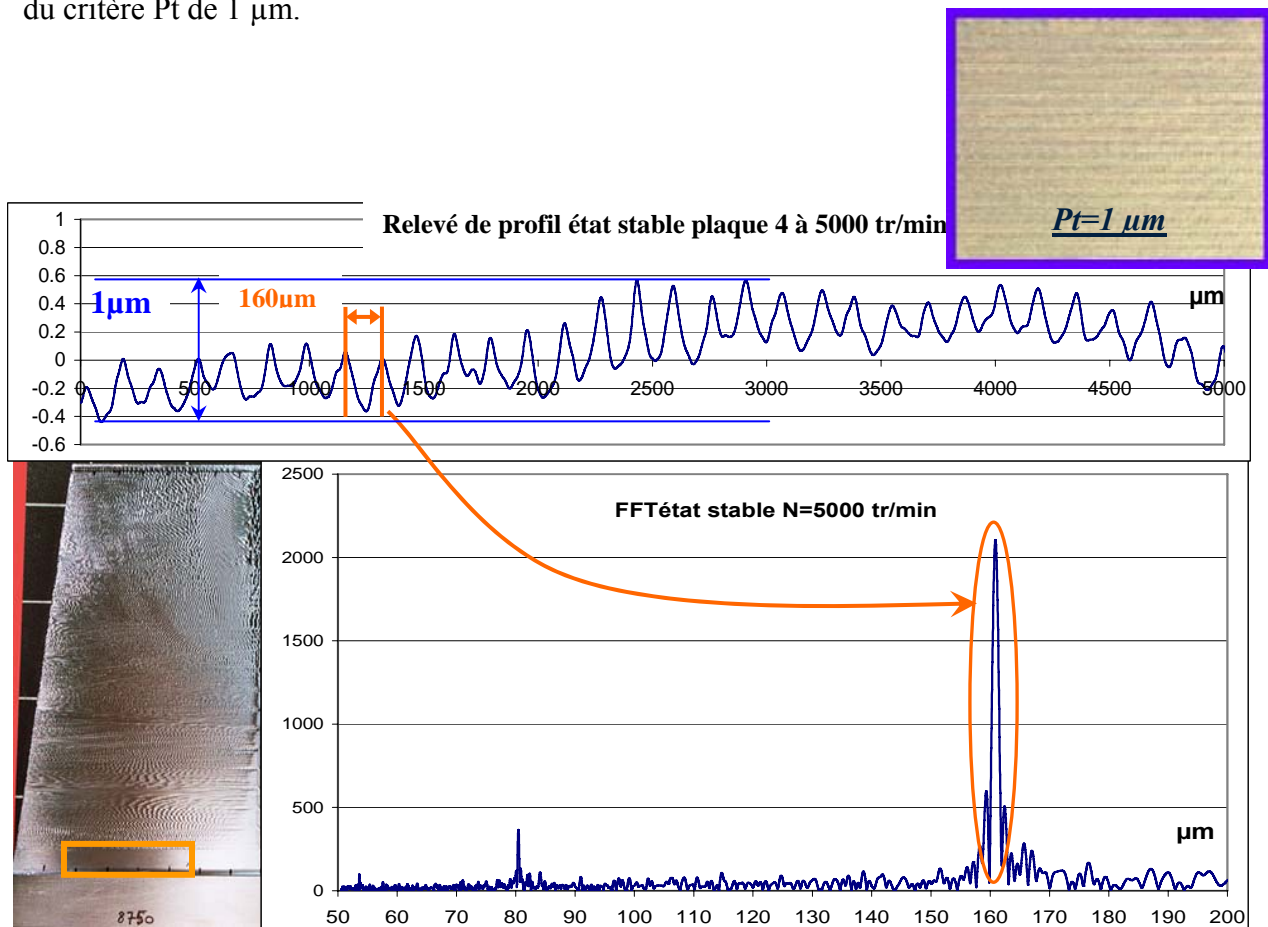 du critère Pt de 1 µm.
Pt=1 µm
Relevé de profil état stable plaque 4 à 5000 tr/min
1
0.8
0.6
0.4
0.2
0
-0.2
-0.4
-0.6
1µm
160µm
µm
0 500 1000 1500 2000 2500 3000 3500 4000 4500 5000
FFTétat stable N=5000 tr/min
2500
2000
1500
1000
500
0
µm
50 60 70 80 90 100 110 120 130 140 150 160 170 180 190 200
8750